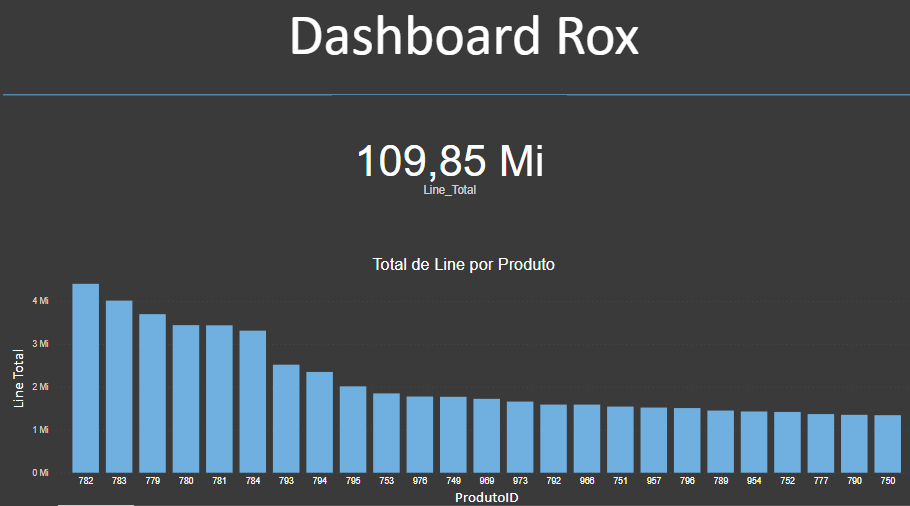 Dashboard Rox
109,85 Mi
Line_Total
Total de Line por Produto
4 Mi
3 Mi
2 Mi
1 Mi
0 Mi
Line Total
782 783 779 780 781 784 793 794 795 753 976 749 969 973 792 966 751 957 796 789 954 752 777 790 750
ProdutoID